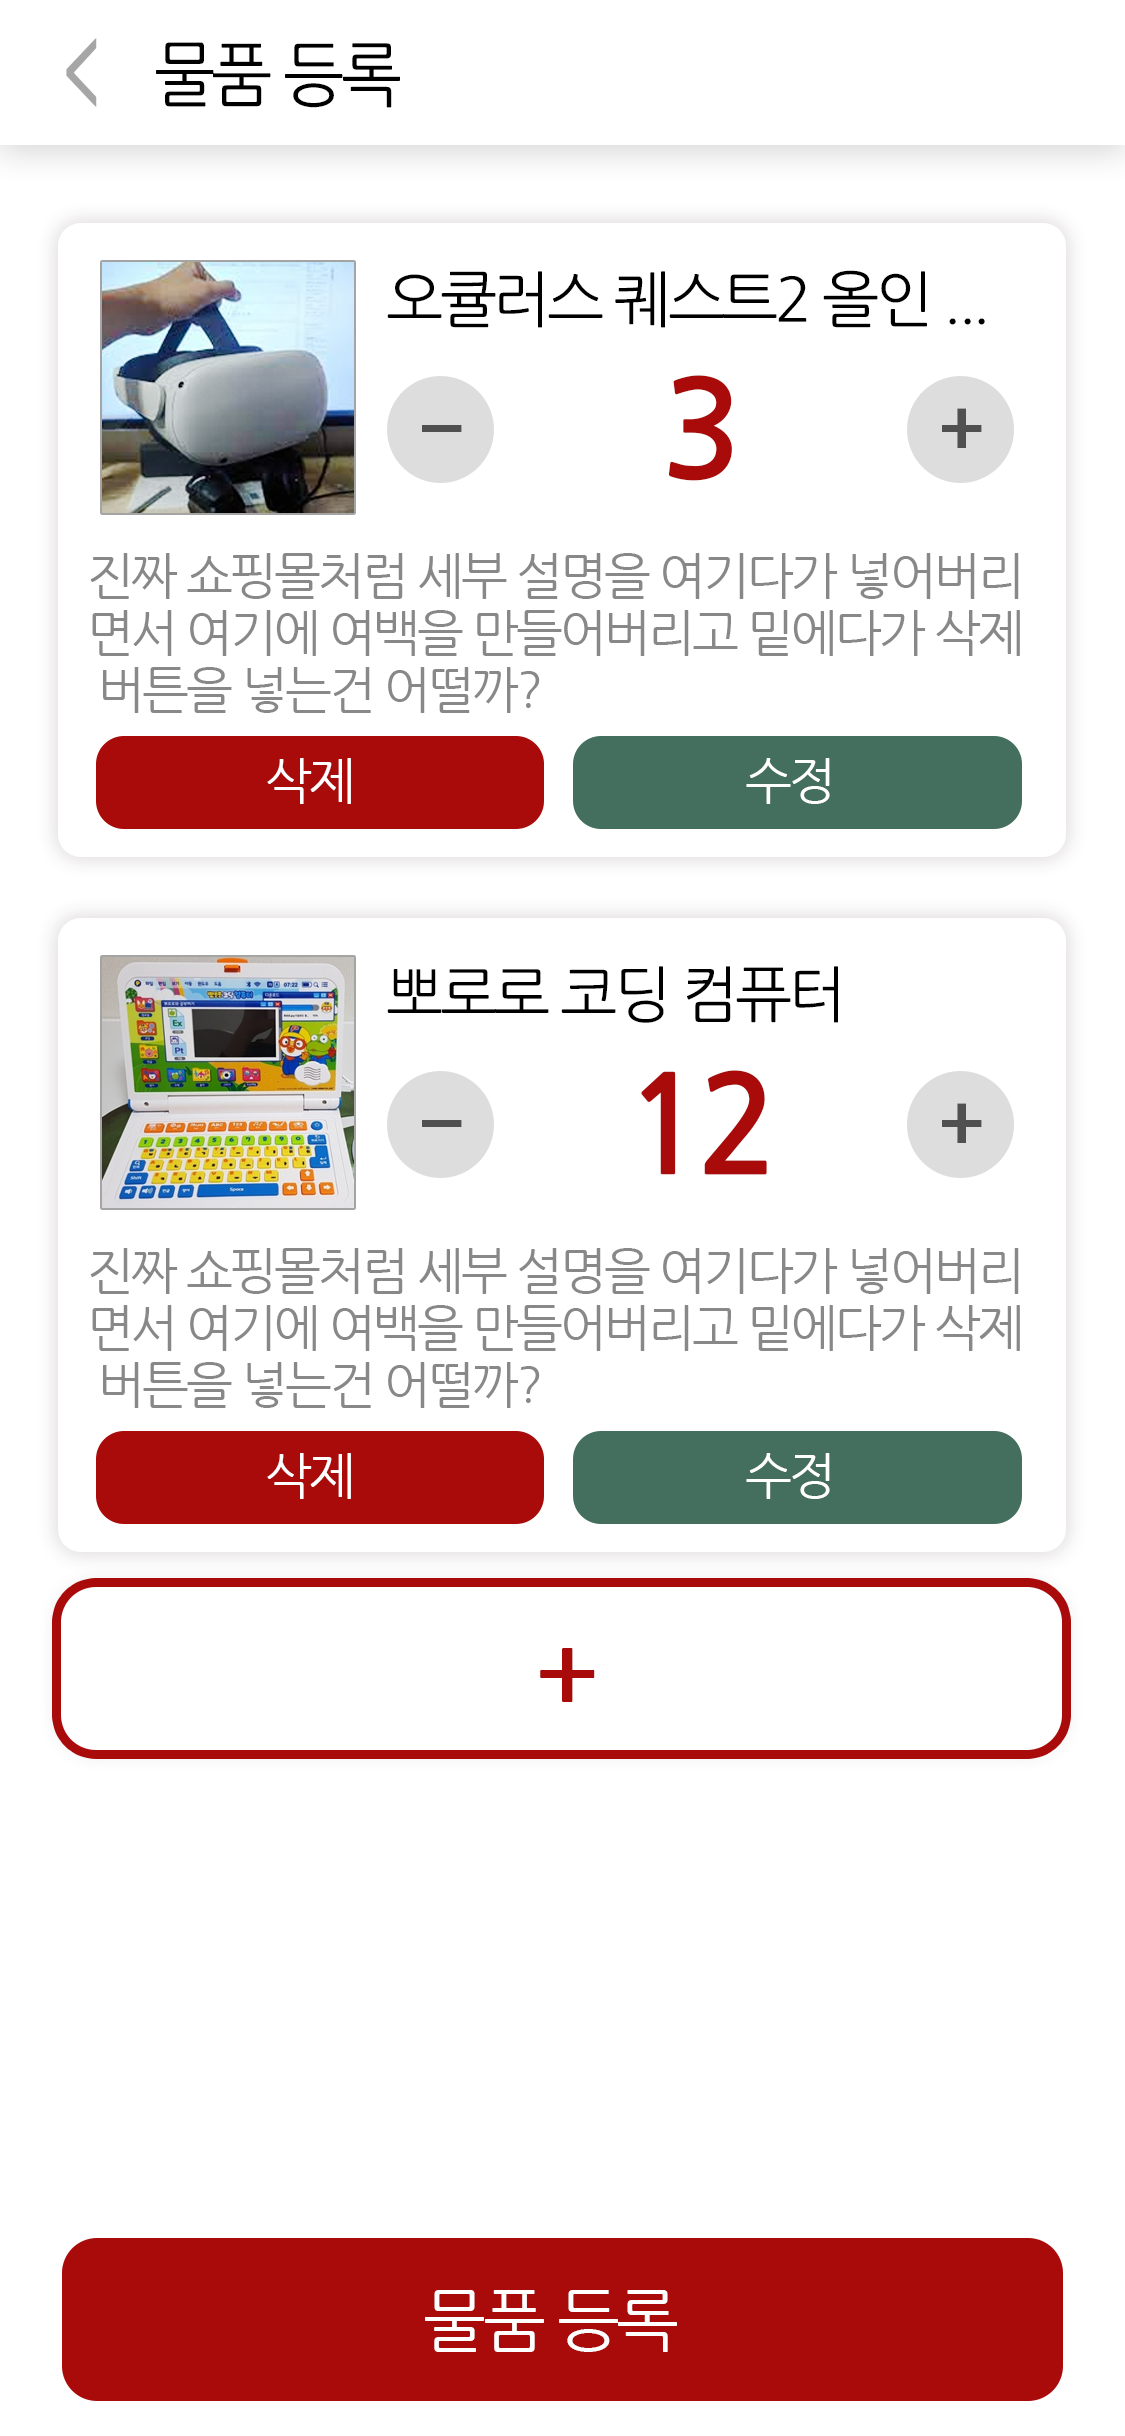 물품 등록
오큘러스 퀘스트2 올인 ...
− 3 +
진짜 쇼핑몰처럼 세부 설명을 여기다가 넣어버리
면서 여기에 여백을 만들어버리고 밑에다가 삭제
버튼을 넣는건 어떨까?
삭제 수정
뽀로로 코딩 컴퓨터
− 12 +
진짜 쇼핑몰처럼 세부 설명을 여기다가 넣어버리
면서 여기에 여백을 만들어버리고 밑에다가 삭제
버튼을 넣는건 어떨까?
삭제 수정
+
물품 등록